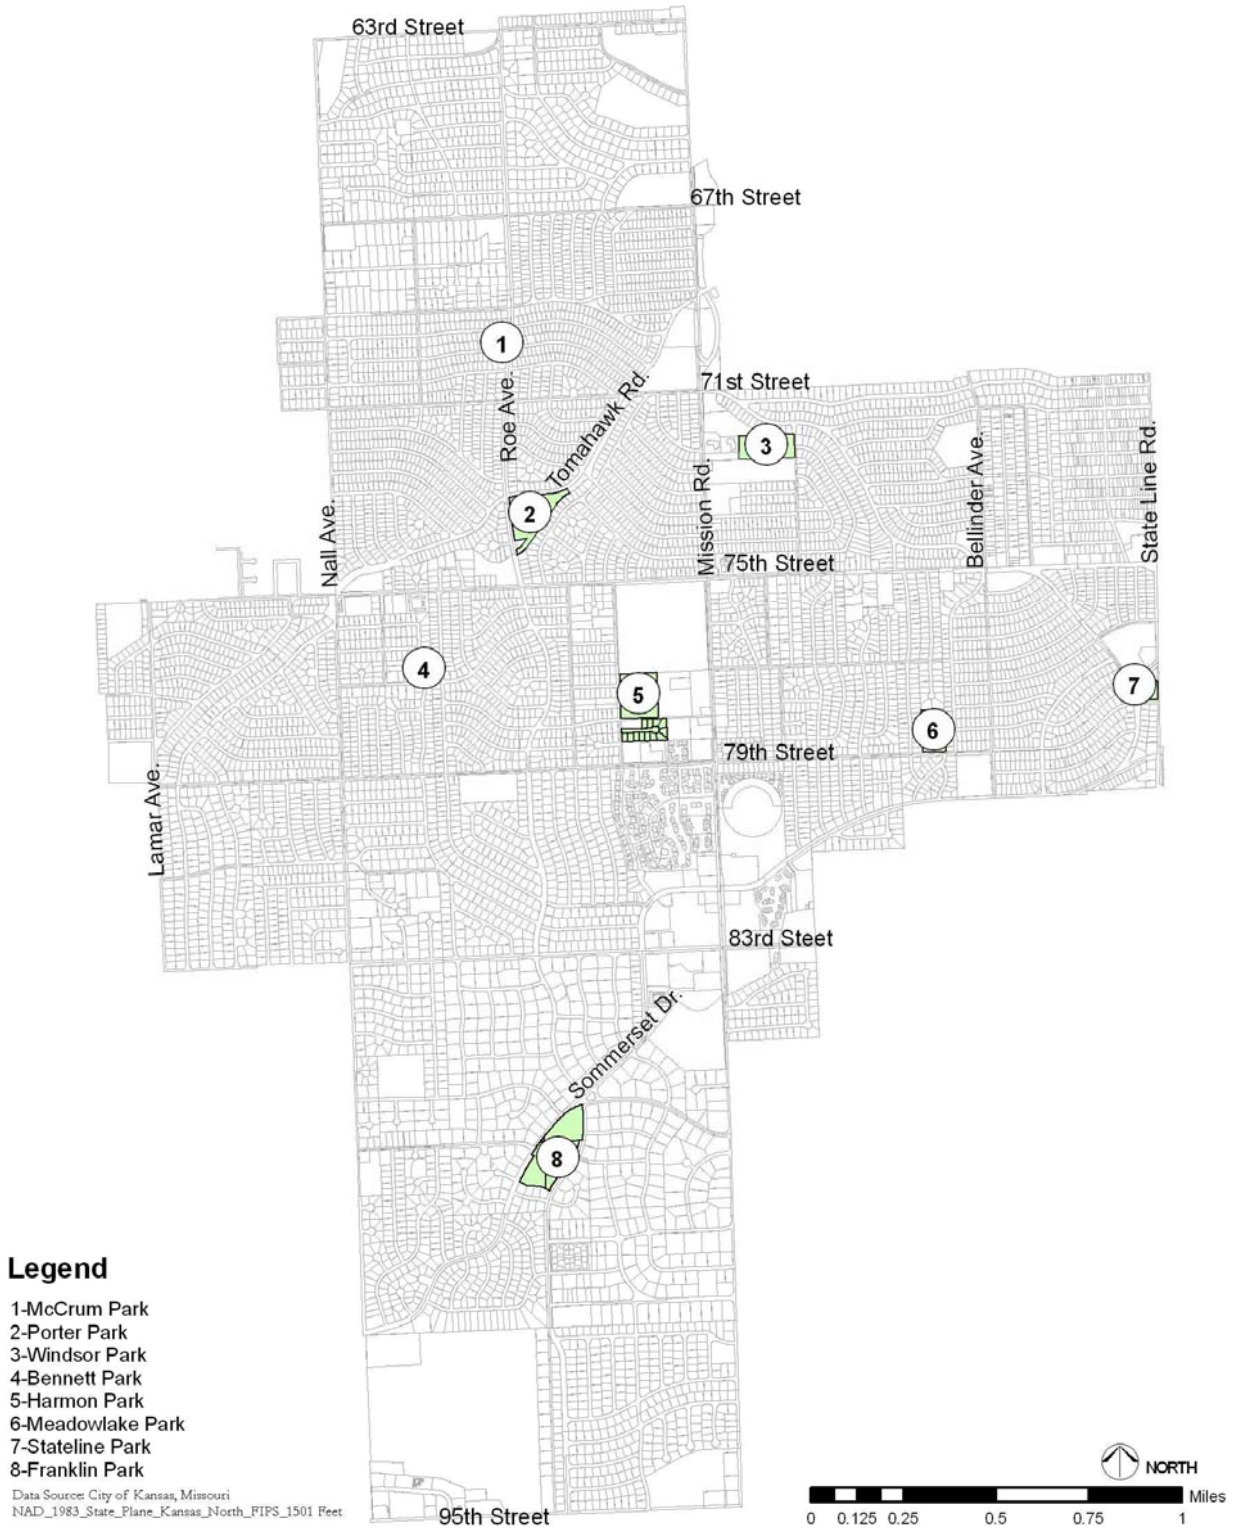 63rd Street
67th Street
1
71st Street
Roe Ave.
Tomahawk Rd.
3
Mission Rd.
Bellinder Ave.
State Line Rd.
2
Nall Ave.
75th Street
4
5
7
6
79th Street
Lamar Ave.
83rd Steet
Sommerset Dr.
8
Legend
1-McCrum Park
2-Porter Park
3-Windsor Park
4-Bennett Park
5-Harmon Park
6-Meadowlake Park
7-Stateline Park
8-Franklin Park
Data Source: City of Kansas, Missouri
NAD_1983_State_Plane_Kansas_North_FIPS_1501 Feet
95th Street
NORTH
Miles
0 0.125 0.25 0.5 0.75 1